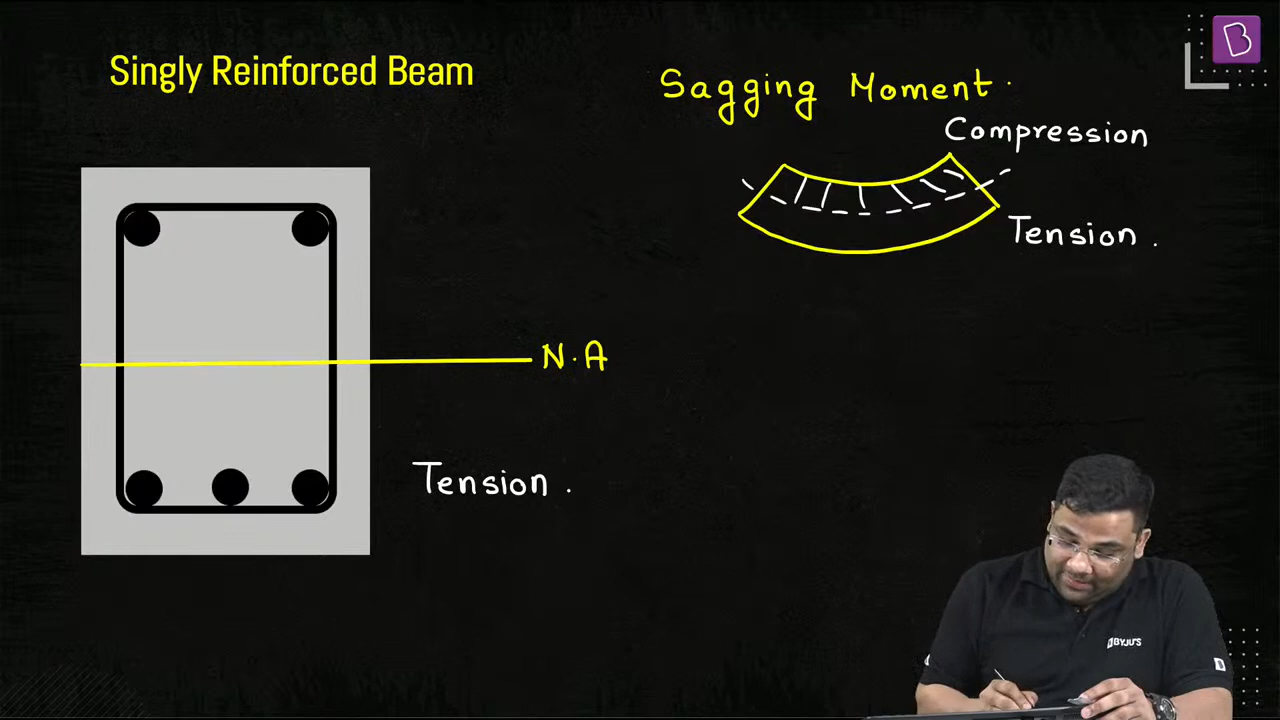 Singly Reinforced Beam
Sagging Moment.
Compression
Tension.
N.A
Tension.
BYJU'S